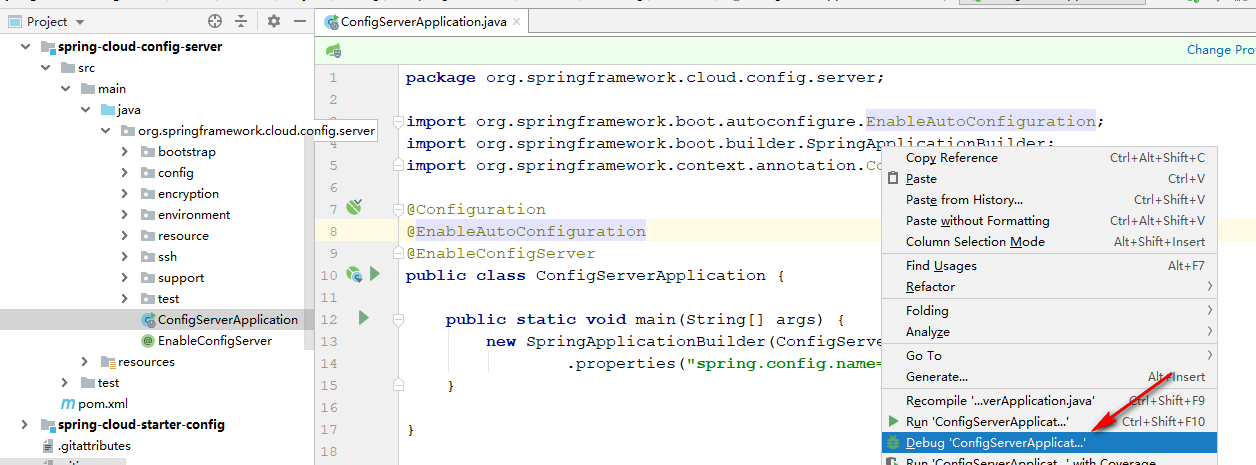 Project
spring-cloud-config-server
src
main
java
org.springframework.cloud.config.server
bootstrap
config
encryption
environment
resource
ssh
support
test
ConfigServerApplication
EnableConfigServer
resources
test
pom.xml
spring-cloud-starter-config
.gitattributes
ConfigServerApplication.java
Change Pro
1 package org.springframework.cloud.config.server;
2
import org.springframework.boot.autoconfigure.EnableAutoConfiguration;
4 import org.springframework.boot.builder.SpringApplicationBuilder;
5 import org.springframework.context.annotation.Co
6
7 @Configuration
8 @EnableAutoConfiguration
9 @EnableConfigServer
10 public class ConfigServerApplication {
11
12 public static void main(String[] args) {
13 new SpringApplicationBuilder(ConfigServe
14 .properties("spring.config.name=
15 }
16
17 }
18
Copy Reference Ctrl+Alt+Shift+C
Paste Ctrl+V
Paste from History... Ctrl+Shift+V
Paste without Formatting Ctrl+Alt+Shift+V
Column Selection Mode Alt+Shift+Insert
Find Usages Alt+F7
Refactor
Folding
Analyze
Go To
Generate... Alt+Insert
Recompile '...verApplication.java' Ctrl+Shift+F9
Run 'ConfigServerApplicat...' Ctrl+Shift+F10
Debug 'ConfigServerApplicat...'
Run 'ConfigServerApplicat...' with Coverage